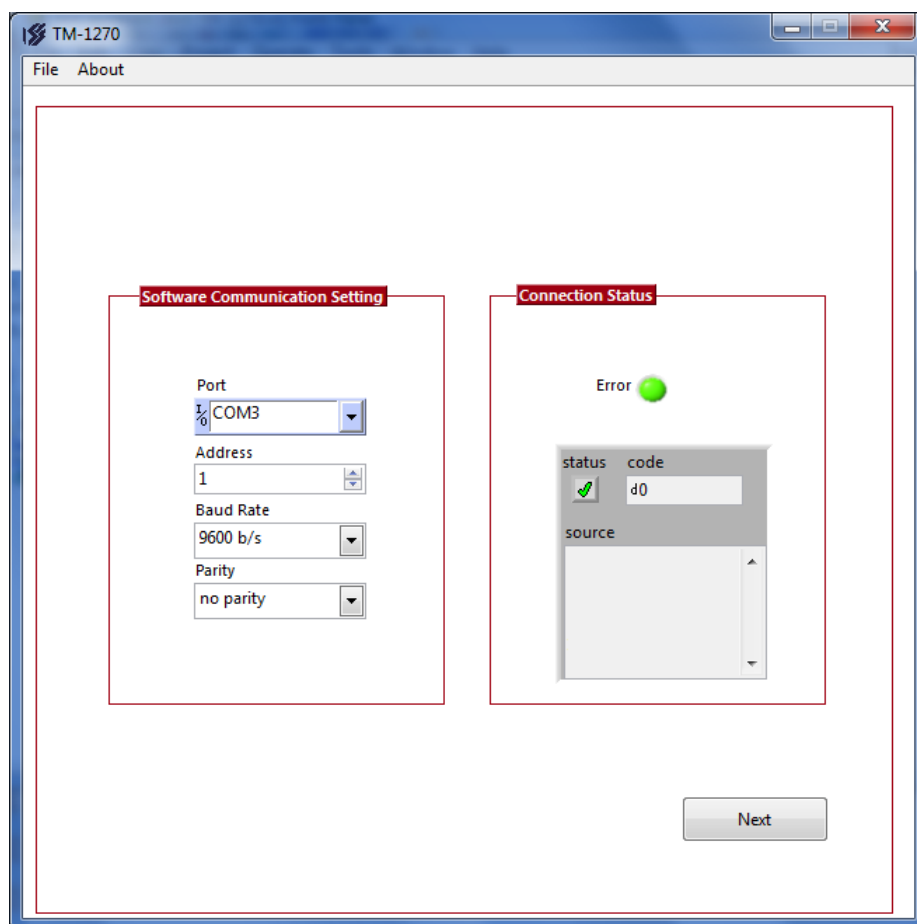 TM-1270
File About
Software Communication Setting
Port
I/O COM3
Address
1
Baud Rate
9600 b/s
Parity
no parity
Connection Status
Error
status code
d0
source
Next